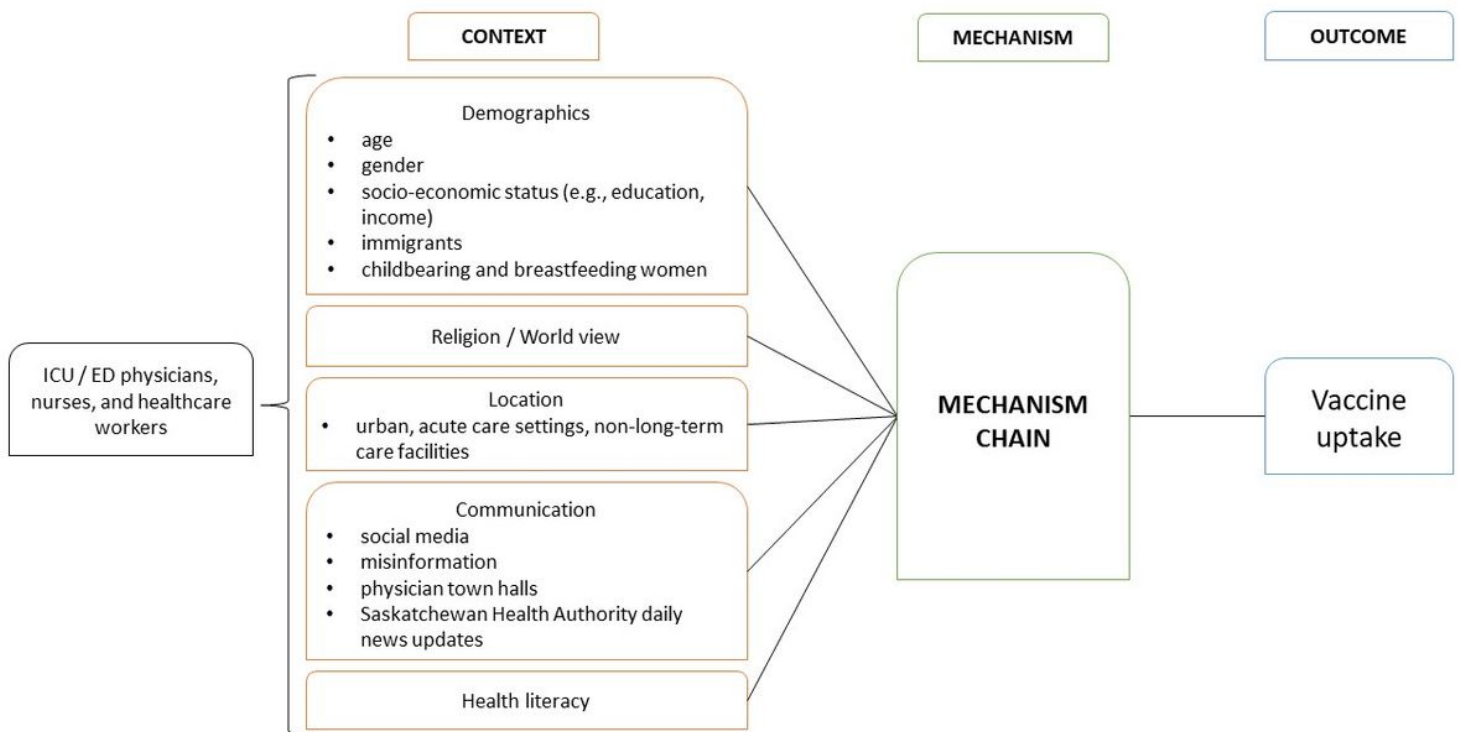 CONTEXT
MECHANISM
OUTCOME
ICU / ED physicians,
nurses, and healthcare
workers
Demographics
• age
• gender
• socio-economic status (e.g., education,
income)
• immigrants
• childbearing and breastfeeding women
Religion / World view
Location
• urban, acute care settings, non-long-term
care facilities
Communication
• social media
• misinformation
• physician town halls
• Saskatchewan Health Authority daily
news updates
Health literacy
MECHANISM
CHAIN
Vaccine
uptake